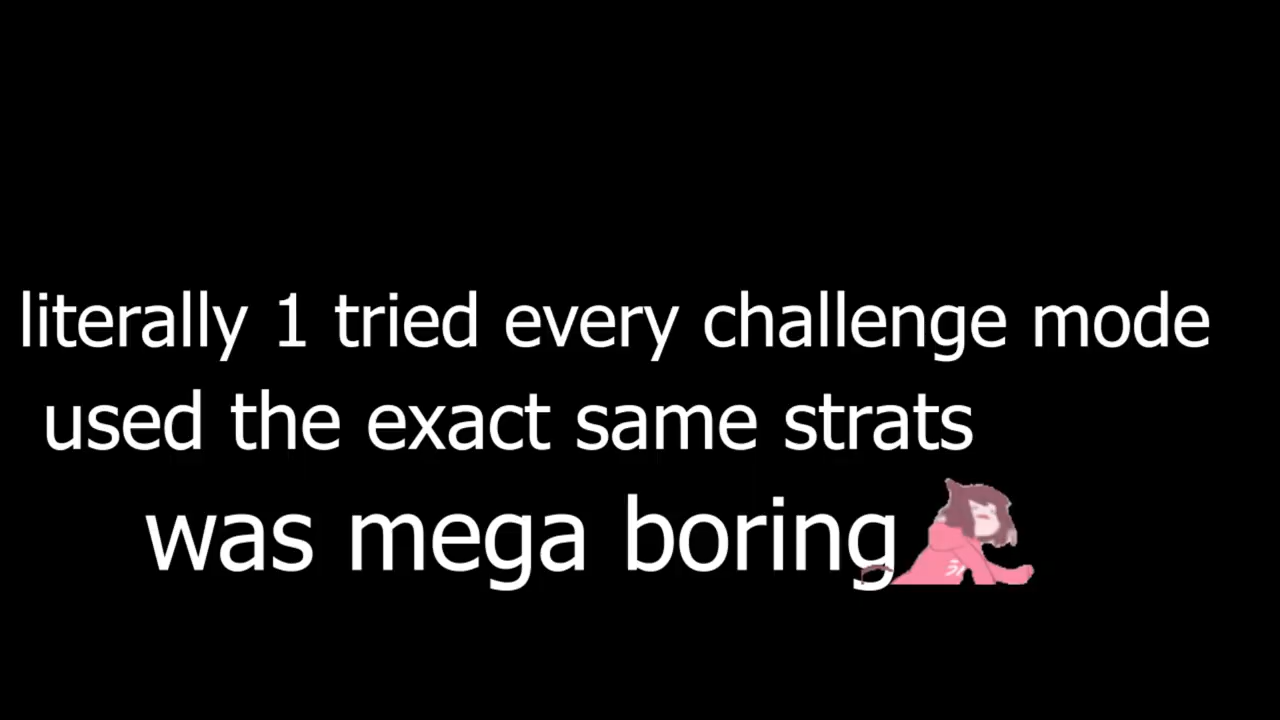 literally 1 tried every challenge mode
used the exact same strats
was mega boring